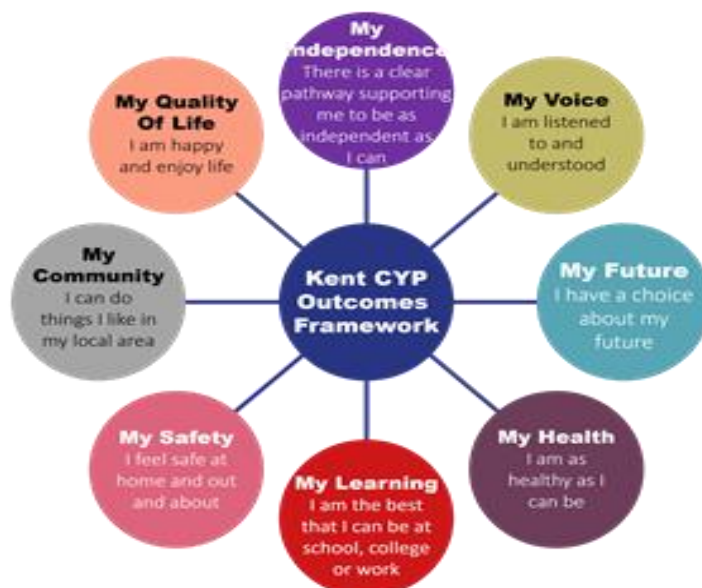 My
Independence
There is a clear
pathway supporting
me to be as
independent as
I can
My Voice
I am listened
to and
understood
My Future
I have a choice
about my
future
My Health
I am as
healthy as I
can be
My Learning
I am the best
that I can be at
school, college
or work
My Safety
I feel safe at
home and out
and about
My
Community
I can do
things I like in
my local area
My Quality
Of Life
I am happy
and enjoy life
Kent CYP
Outcomes
Framework